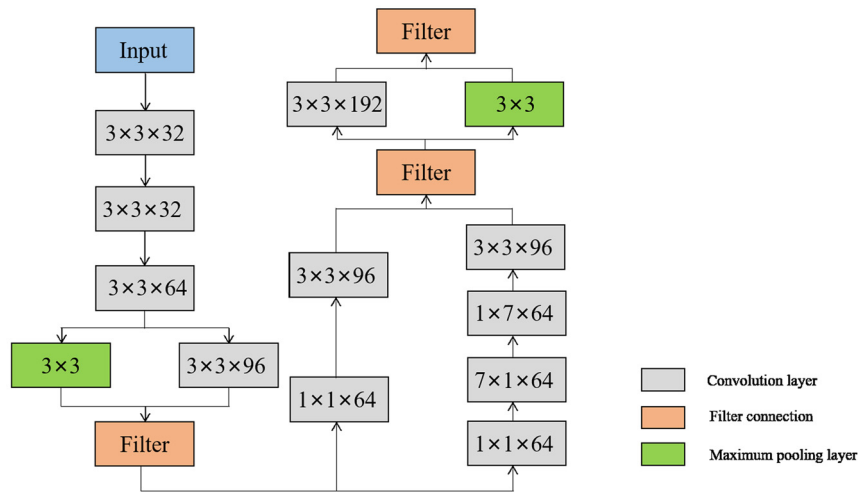 Input
3×3×32
3×3×32
3×3×64
3×3
3×3×96
Filter
1×1×64
3×3×96
1×1×64
7×1×64
1×7×64
3×3×96
Filter
3×3×192
3×3
Filter
Convolution layer
Filter connection
Maximum pooling layer